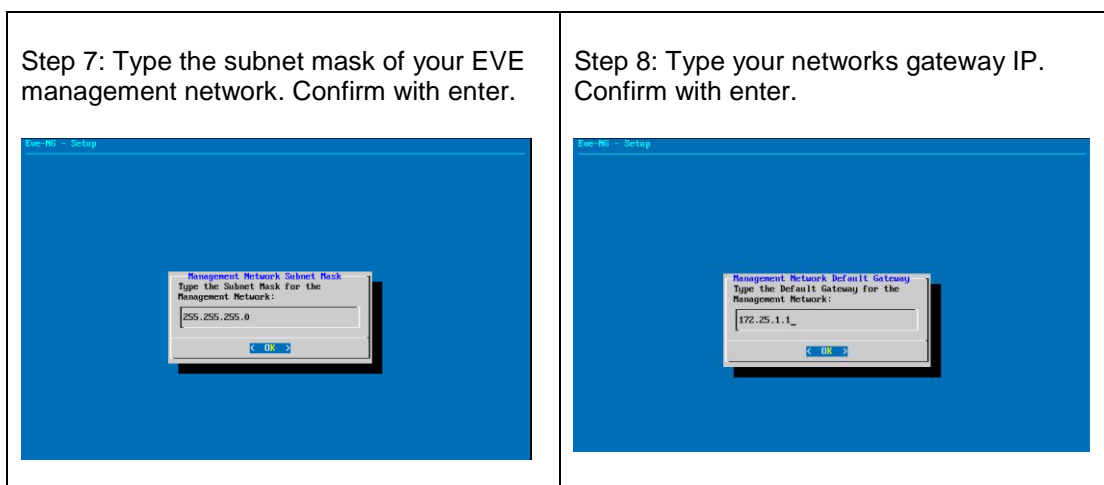 Step 7: Type the subnet mask of your EVE
management network. Confirm with enter.
Eve-NG - Setup
Management Network Subnet Mask
Type the Subnet Mask for the
Management Network:
255.255.255.0
< OK >
Step 8: Type your networks gateway IP.
Confirm with enter.
Eve-NG - Setup
Management Network Default Gateway
Type the Default Gateway for the
Management Network:
172.25.1.1_
< OK >